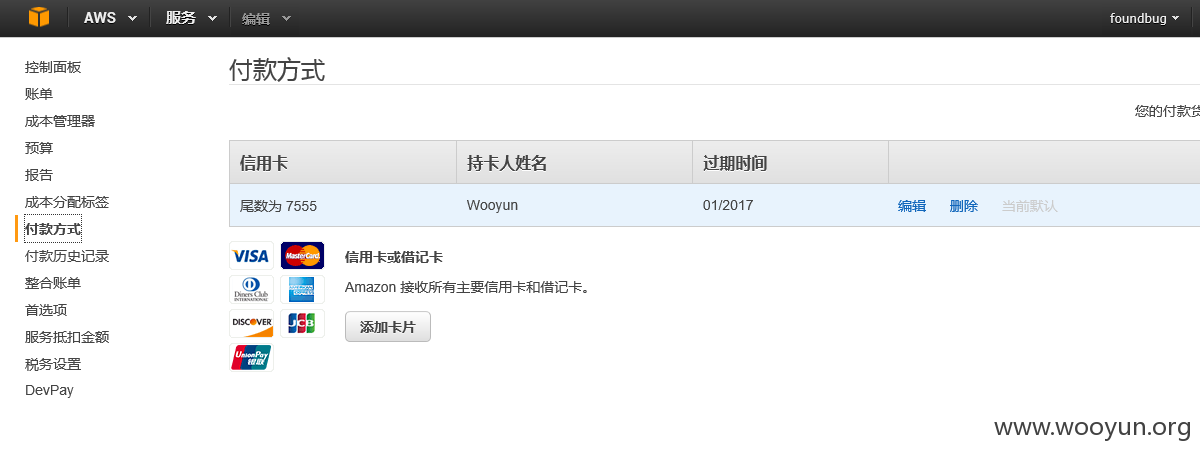 AWS 服务 编辑 foundbug
控制面板
账单
成本管理器
预算
报告
成本分配标签
付款方式
付款历史记录
整合账单
首选项
服务抵扣金额
税务设置
DevPay
付款方式
您的付款货
信用卡 持卡人姓名 过期时间
尾数为 7555 Wooyun 01/2017 编辑 删除 当前默认
VISA MasterCard
Diners Club INTERNATIONAL AMERICAN EXPRESS
DISCOVER JCB
UnionPay 银联
信用卡或借记卡
Amazon 接收所有主要信用卡和借记卡。
添加卡片
www.wooyun.org